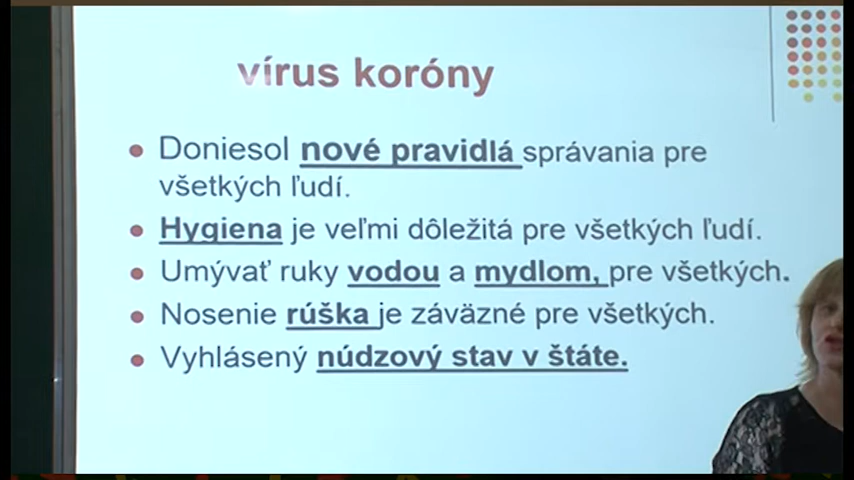 vírus koróny
• Doniesol nové pravidlá správania pre
všetkých ľudí.
• Hygiena je veľmi dôležitá pre všetkých ľudí.
• Umývať ruky vodou a mydlom, pre všetkých.
• Nosenie rúška je záväzné pre všetkých.
• Vyhlásený núdzový stav v štáte.